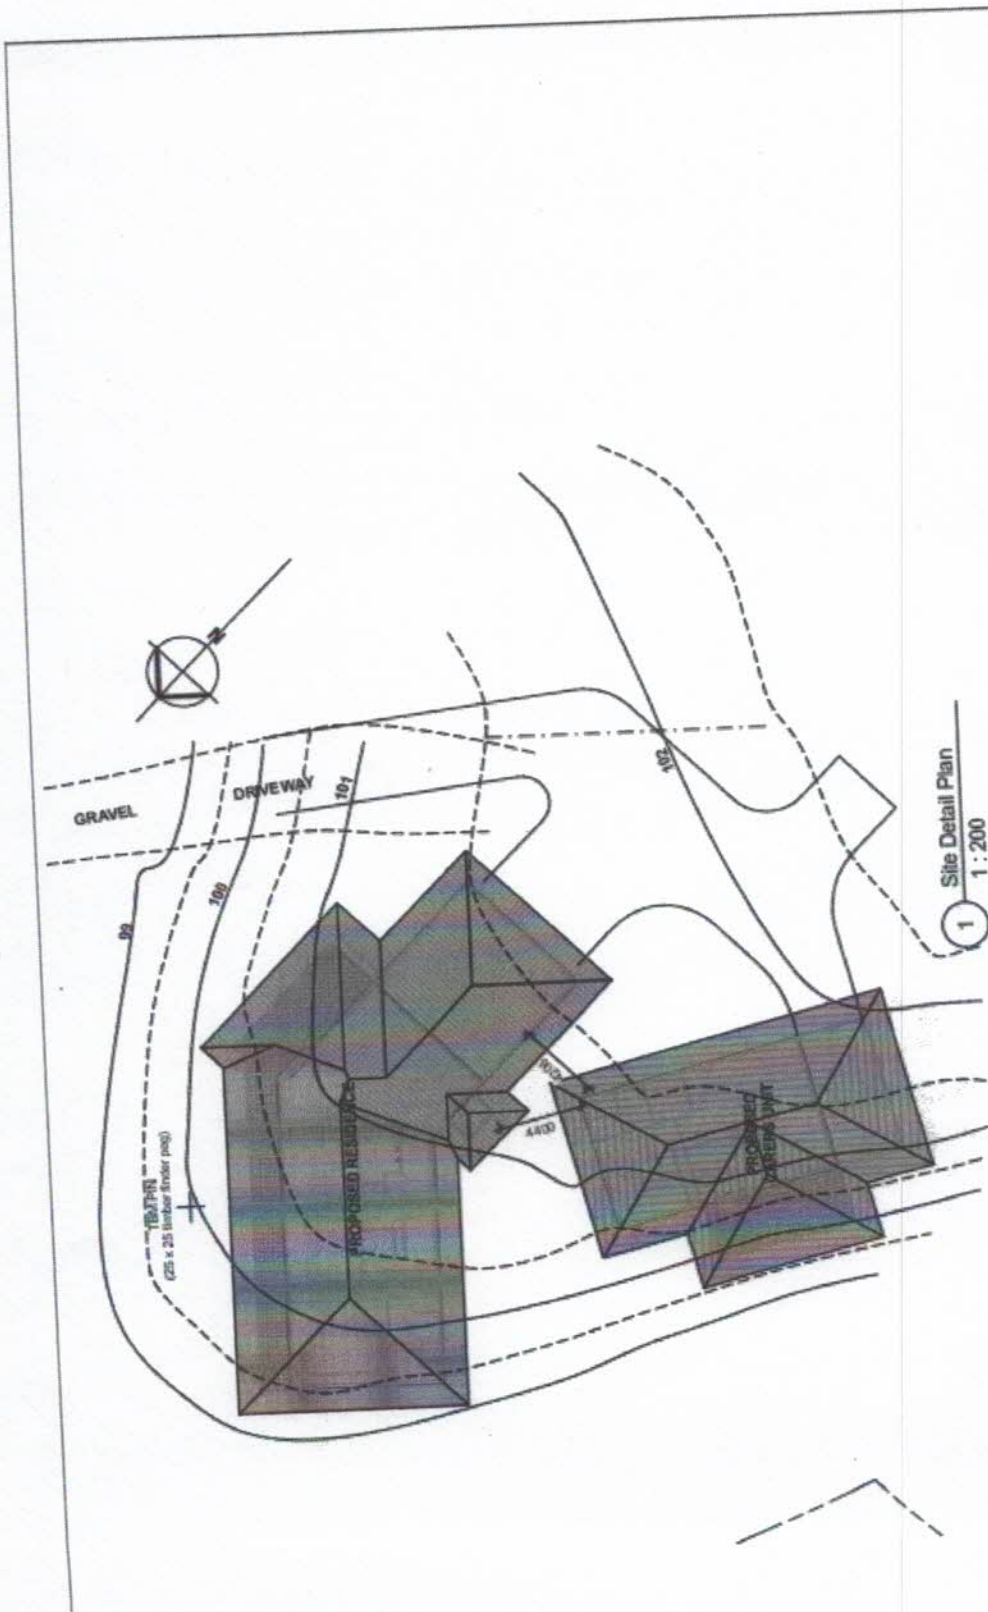 N
GRAVEL
DRIVEWAY
99
100
101
102
TBM PIN
(25 x 25 timber finder peg)
PROPOSED RESIDENCE
4400
PROPOSED
CARERS UNIT
1
Site Detail Plan
1 : 200